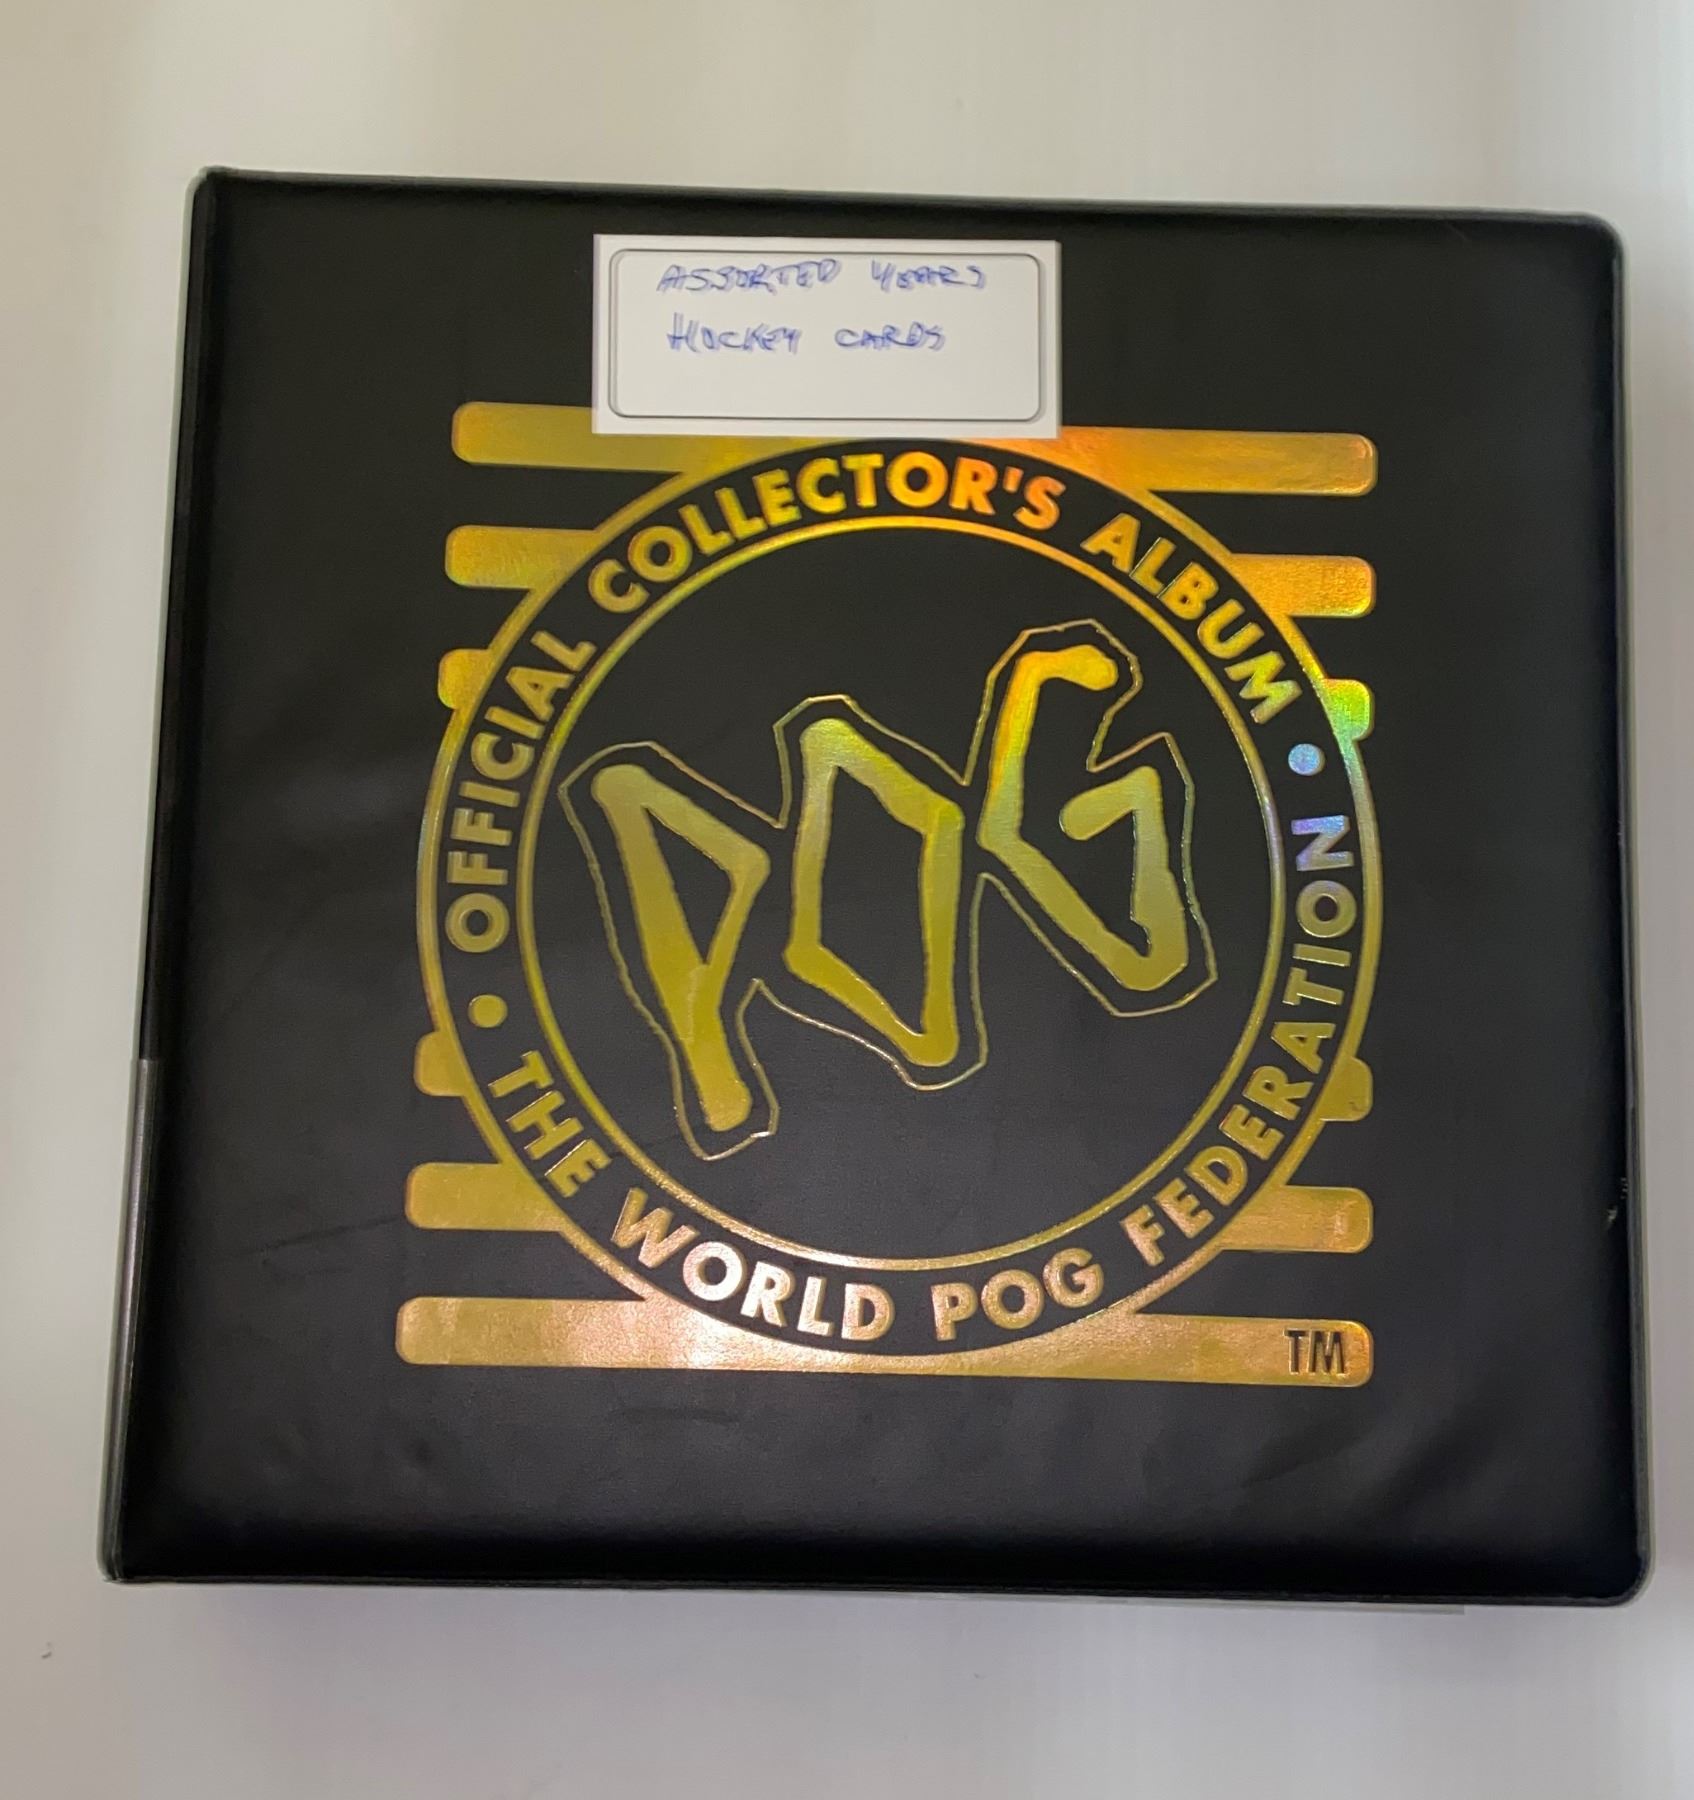 ASSORTED YEARS
HOCKEY CARDS
OFFICIAL COLLECTOR'S ALBUM
POG
THE WORLD POG FEDERATION
TM